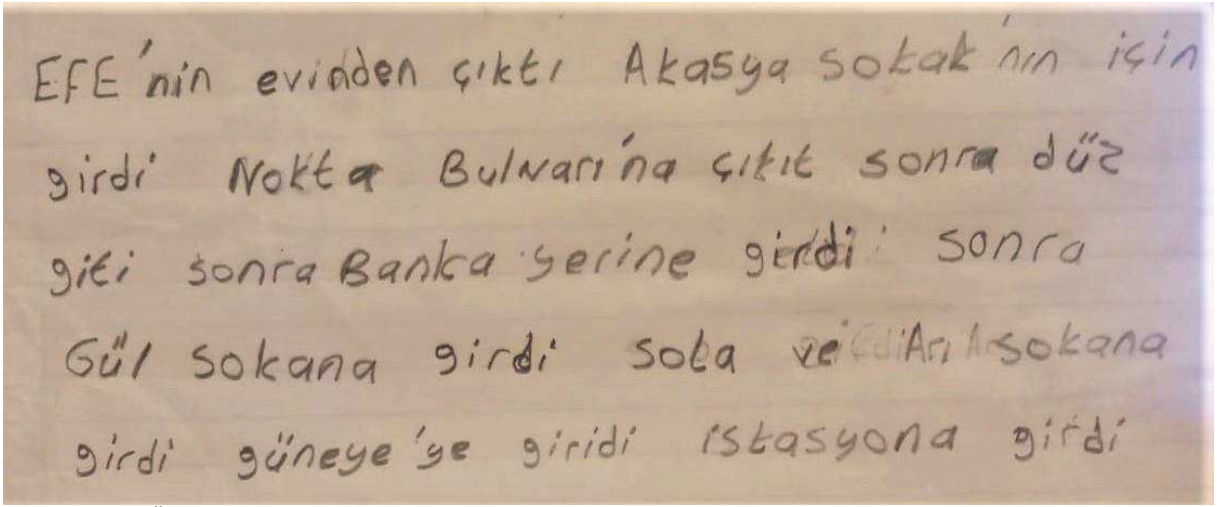 EFE'nin evinden çıktı Akasya sokak'nın için
girdi Nokta Bulvarı'na çıkıt sonra düz
giti sonra Banka yerine girdi sonra
Gül sokana girdi sola ve Arı sokana
girdi güneye'ye giridi istasyona girdi